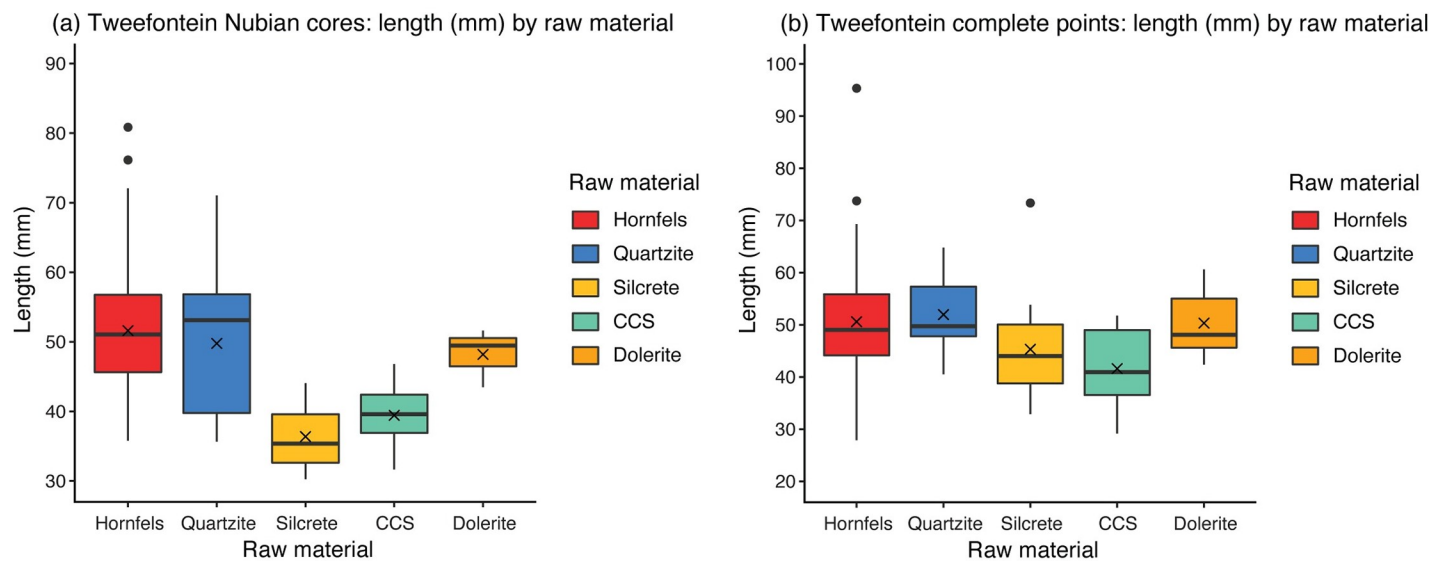 (a) Tweefontein Nubian cores: length (mm) by raw material
90
80
70
60
50
40
30
Length (mm)
Hornfels
Quartzite
Silcrete
CCS
Dolerite
Raw material
Raw material
Hornfels
Quartzite
Silcrete
CCS
Dolerite
(b) Tweefontein complete points: length (mm) by raw material
100
90
80
70
60
50
40
30
20
Length (mm)
Hornfels
Quartzite
Silcrete
CCS
Dolerite
Raw material
Raw material
Hornfels
Quartzite
Silcrete
CCS
Dolerite